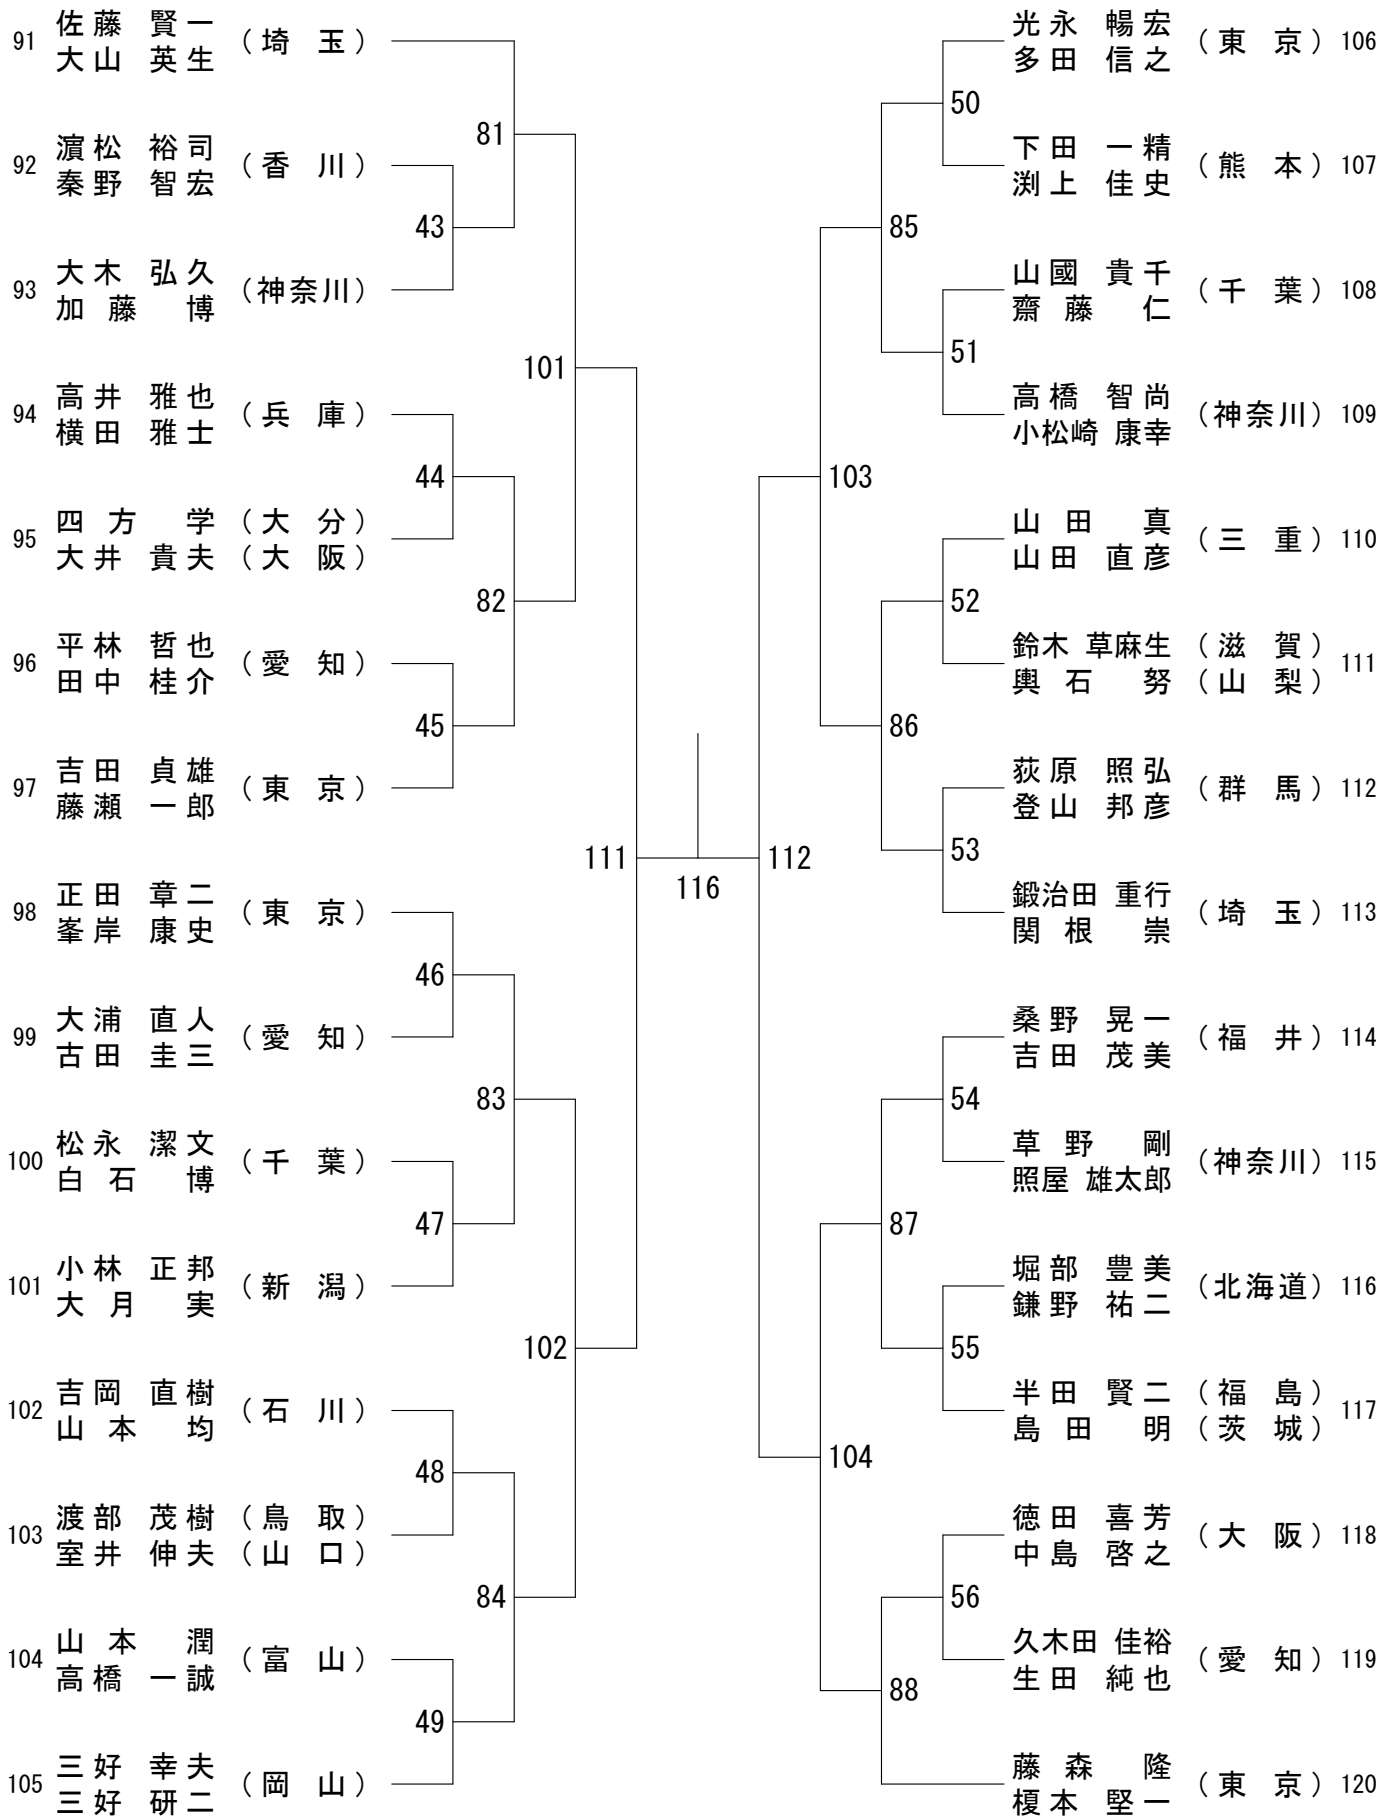 91 佐藤 賢一 (埼 玉)
大山 英生
92 濵松 裕司 (香 川)
秦野 智宏
93 大木 弘久 (神奈川)
加藤 博
94 高井 雅也 (兵 庫)
横田 雅士
95 四方 学 (大 分)
大井 貴夫 (大 阪)
96 平林 哲也 (愛 知)
田中 桂介
97 吉田 貞雄 (東 京)
藤瀬 一郎
98 正田 章二 (東 京)
峯岸 康史
99 大浦 直人 (愛 知)
古田 圭三
100 松永 潔文 (千 葉)
白石 博
101 小林 正邦 (新 潟)
大月 実
102 吉岡 直樹 (石 川)
山本 均
103 渡部 茂樹 (鳥 取)
室井 伸夫 (山 口)
104 山本 潤 (富 山)
高橋 一誠
105 三好 幸夫 (岡 山)
三好 研二
81
43
101
44
82
45
111
46
83
47
102
48
84
49
116
112
50
85
51
103
52
86
53
54
87
55
104
56
88
光永 暢宏 (東 京) 106
多田 信之
下田 一精 (熊 本) 107
渕上 佳史
山國 貴千 (千 葉) 108
齋藤 仁
高橋 智尚 (神奈川) 109
小松崎 康幸
山田 真 (三 重) 110
山田 直彦
鈴木 草麻生 (滋 賀) 111
輿石 努 (山 梨)
荻原 照弘 (群 馬) 112
登山 邦彦
鍛治田 重行 (埼 玉) 113
関根 崇
桑野 晃一 (福 井) 114
吉田 茂美
草野 剛 (神奈川) 115
照屋 雄太郎
堀部 豊美 (北海道) 116
鎌野 祐二
半田 賢二 (福 島) 117
島田 明 (茨 城)
徳田 喜芳 (大 阪) 118
中島 啓之
久木田 佳裕 (愛 知) 119
生田 純也
藤森 隆 (東 京) 120
榎本 堅一